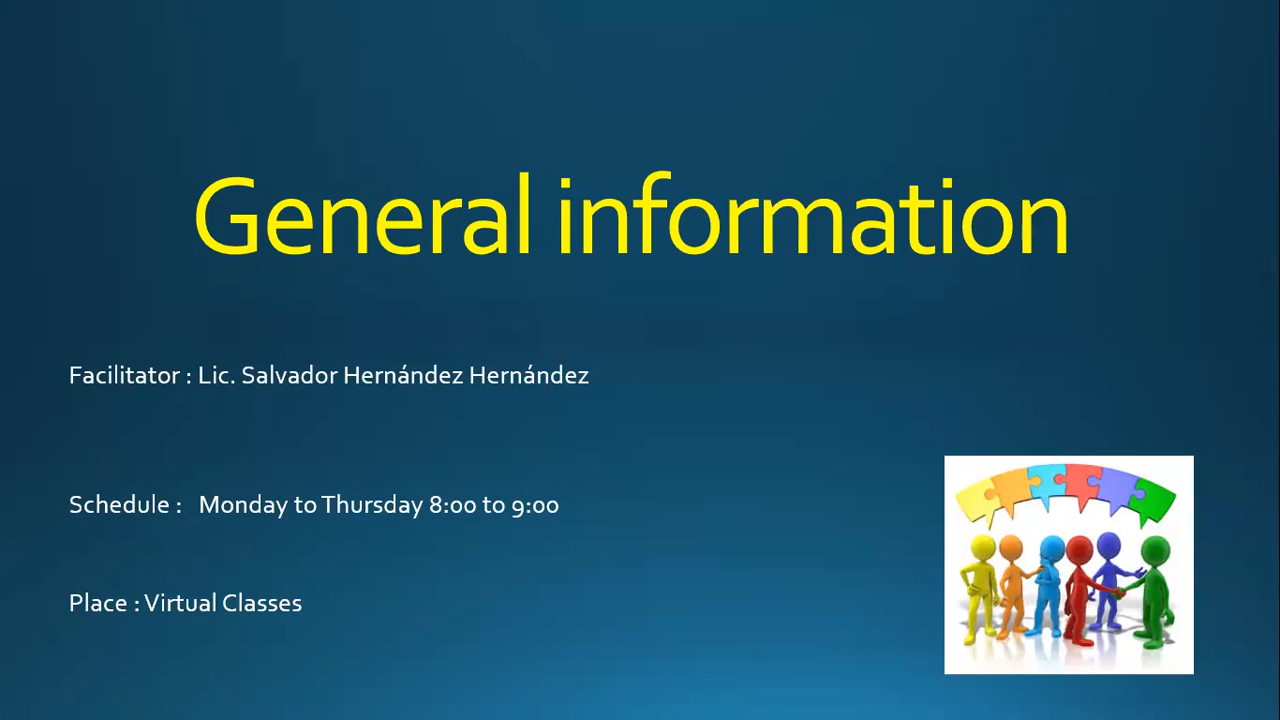 General information
Facilitator : Lic. Salvador Hernández Hernández
Schedule : Monday to Thursday 8:00 to 9:00
Place : Virtual Classes